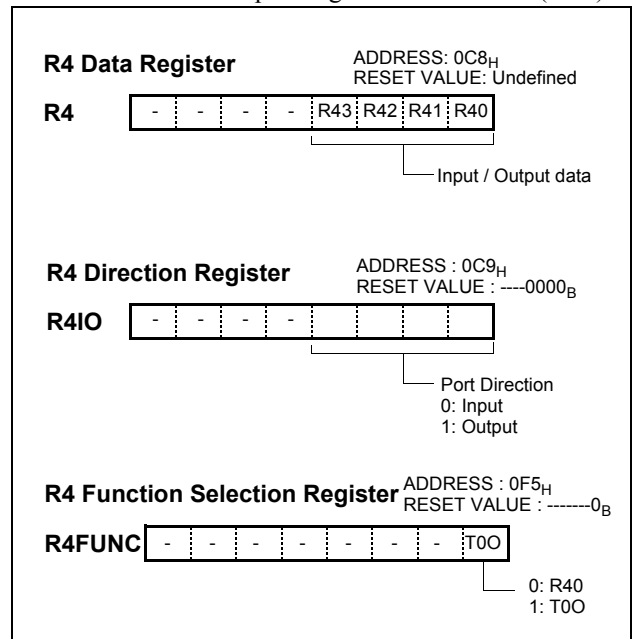 R4 Data Register
ADDRESS: 0C8H
RESET VALUE: Undefined
R4 - - - - R43 R42 R41 R40
Input / Output data
R4 Direction Register
ADDRESS : 0C9H
RESET VALUE : ----0000B
R4IO - - - -
Port Direction
0: Input
1: Output
R4 Function Selection Register
ADDRESS : 0F5H
RESET VALUE : -------0B
R4FUNC - - - - - - - T0O
0: R40
1: T0O